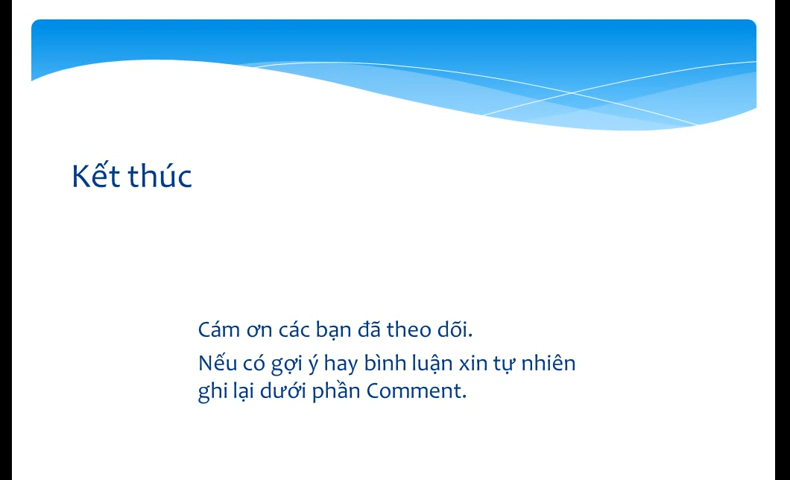 Kết thúc
Cám ơn các bạn đã theo dõi.
Nếu có gợi ý hay bình luận xin tự nhiên
ghi lại dưới phần Comment.